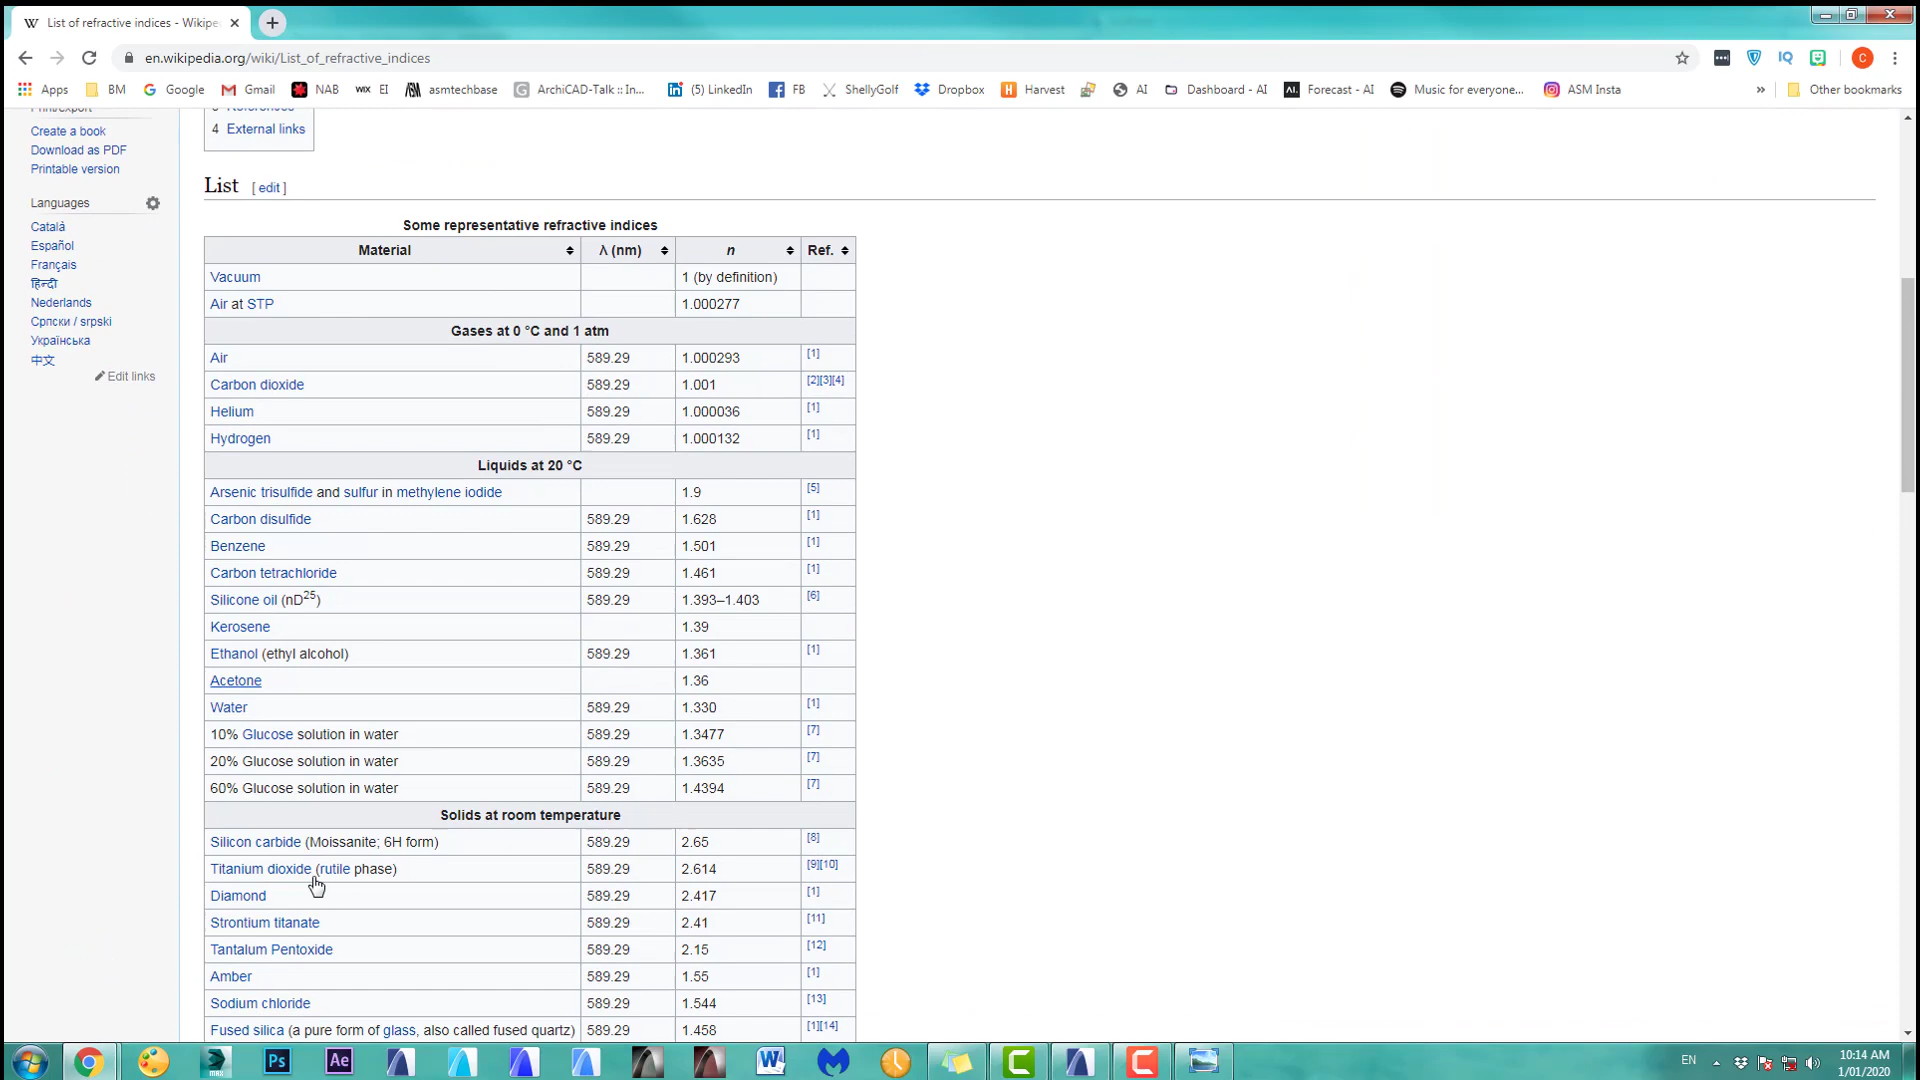 List of refractive indices - Wikipe
en.wikipedia.org/wiki/List_of_refractive_indices
C
Apps BM Google Gmail NAB WIX EI asmtechbase ArchiCAD-Talk :: In... (5) LinkedIn FB ShellyGolf Dropbox Harvest AI Dashboard - AI Forecast - AI Music for everyone... ASM Insta » Other bookmarks
Print/export
Create a book
Download as PDF
Printable version
Languages
Català
Español
Français
हिन्दी
Nederlands
Српски / srpski
Українська
中文
Edit links
References
4 External links
List [ edit ]
Some representative refractive indices
Material λ (nm) n Ref.
Vacuum 1 (by definition)
Air at STP 1.000277
Gases at 0 °C and 1 atm
Air 589.29 1.000293 [1]
Carbon dioxide 589.29 1.001 [2][3][4]
Helium 589.29 1.000036 [1]
Hydrogen 589.29 1.000132 [1]
Liquids at 20 °C
Arsenic trisulfide and sulfur in methylene iodide 1.9 [5]
Carbon disulfide 589.29 1.628 [1]
Benzene 589.29 1.501 [1]
Carbon tetrachloride 589.29 1.461 [1]
Silicone oil (nD25) 589.29 1.393–1.403 [6]
Kerosene 1.39
Ethanol (ethyl alcohol) 589.29 1.361 [1]
Acetone 1.36
Water 589.29 1.330 [1]
10% Glucose solution in water 589.29 1.3477 [7]
20% Glucose solution in water 589.29 1.3635 [7]
60% Glucose solution in water 589.29 1.4394 [7]
Solids at room temperature
Silicon carbide (Moissanite; 6H form) 589.29 2.65 [8]
Titanium dioxide (rutile phase) 589.29 2.614 [9][10]
Diamond 589.29 2.417 [1]
Strontium titanate 589.29 2.41 [11]
Tantalum Pentoxide 589.29 2.15 [12]
Amber 589.29 1.55 [1]
Sodium chloride 589.29 1.544 [13]
Fused silica (a pure form of glass, also called fused quartz) 589.29 1.458 [1][14]
MAX Ps Ae W C C EN 10:14 AM
1/01/2020